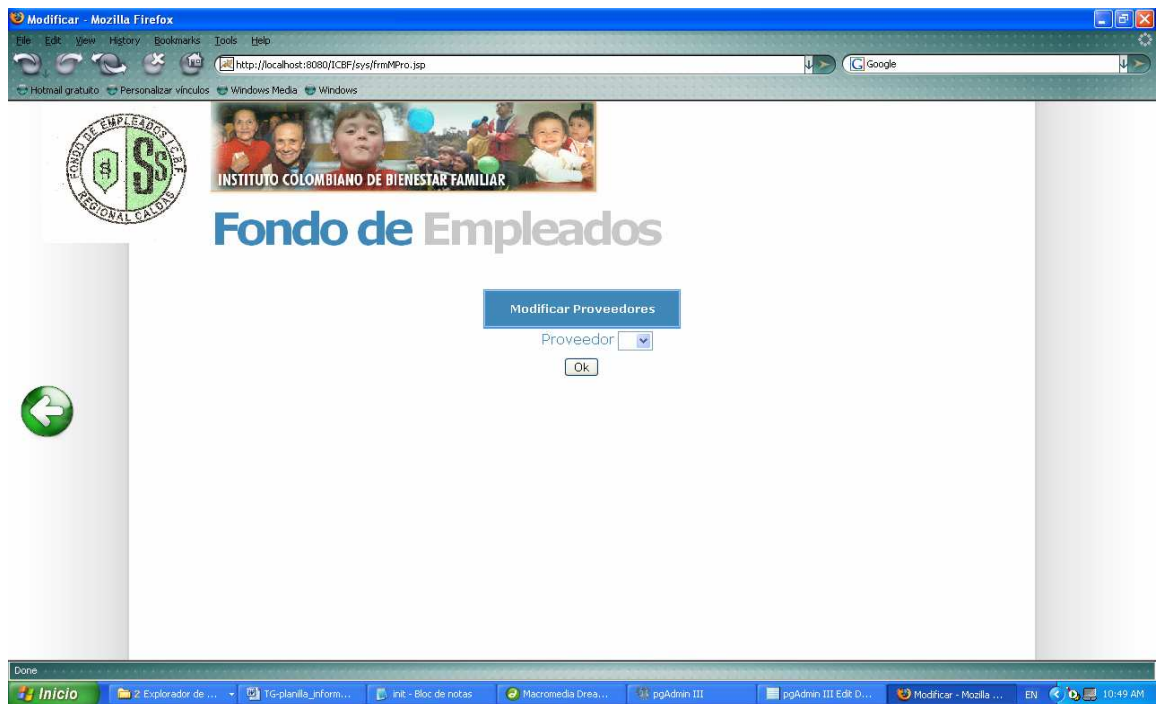 Modificar - Mozilla Firefox
File Edit View History Bookmarks Tools Help
http://localhost:8080/ICBF/sys/frmMPro.jsp
Google
Hotmail gratuito Personalizar vínculos Windows Media Windows
FONDO DE EMPLEADOS I.C.B.F.
REGIONAL CALDAS
INSTITUTO COLOMBIANO DE BIENESTAR FAMILIAR
Fondo de Empleados
Modificar Proveedores
Proveedor
Ok
Done
Inicio 2 Explorador de ... TG-planilla_inform... init - Bloc de notas Macromedia Drea... pgAdmin III pgAdmin III Edit D... Modificar - Mozilla ... EN 10:49 AM